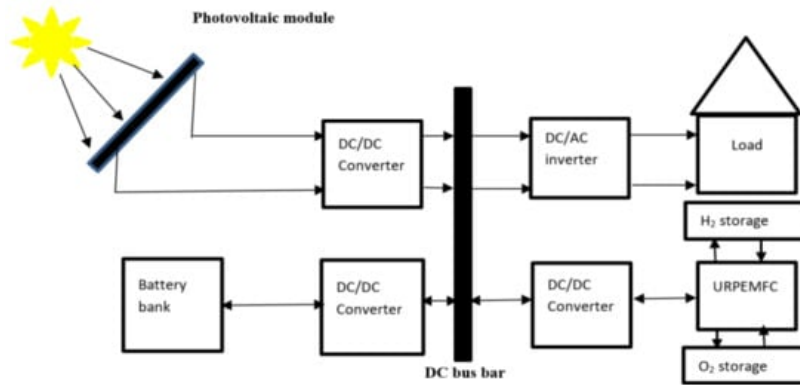 Photovoltaic module
DC/DC
Converter
DC/AC
inverter
Load
H₂ storage
Battery
bank
DC/DC
Converter
DC/DC
Converter
URPEMFC
O₂ storage
DC bus bar